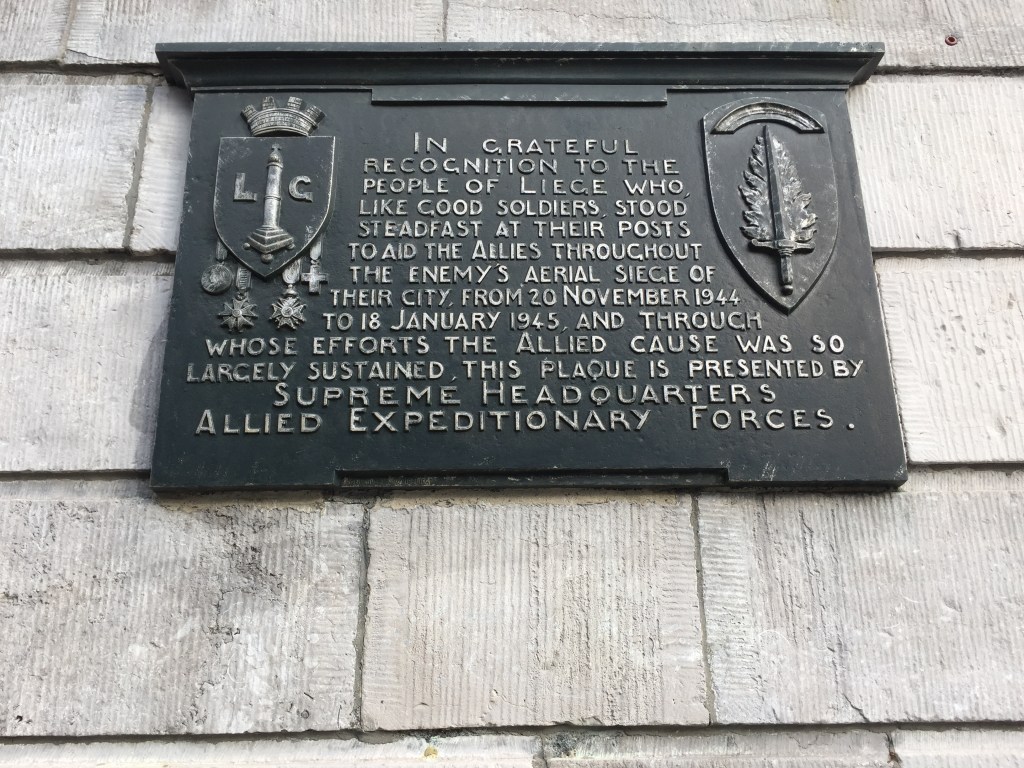 L G
IN GRATEFUL
RECOGNITION TO THE
PEOPLE OF LIEGE WHO,
LIKE GOOD SOLDIERS, STOOD
STEADFAST AT THEIR POSTS
TO AID THE ALLIES THROUGHOUT
THE ENEMY'S AERIAL SIEGE OF
THEIR CITY, FROM 20 NOVEMBER 1944
TO 18 JANUARY 1945, AND THROUGH
WHOSE EFFORTS THE ALLIED CAUSE WAS SO
LARGELY SUSTAINED, THIS PLAQUE IS PRESENTED BY
SUPREME HEADQUARTERS
ALLIED EXPEDITIONARY FORCES.